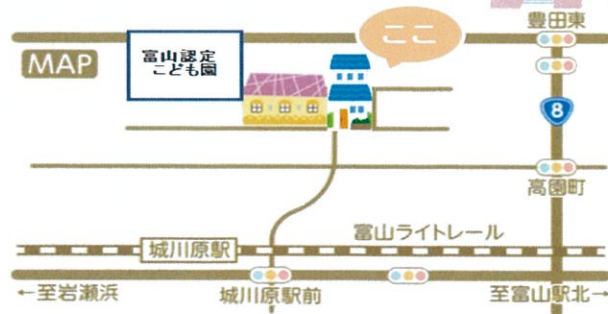 豊田東
ここ
MAP
富山認定
こども園
8
高園町
富山ライトレール
城川原駅
←至岩瀬浜
城川原駅前
至富山駅北→